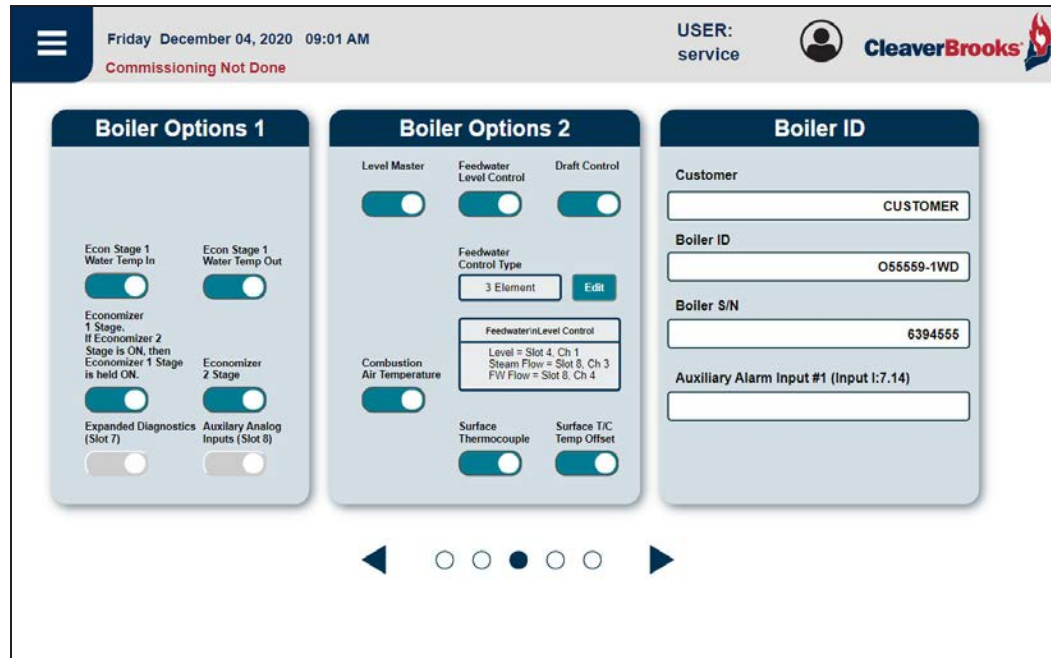 Friday December 04, 2020 09:01 AM
Commissioning Not Done
USER:
service
CleaverBrooks
Boiler Options 1
Econ Stage 1
Water Temp In
Econ Stage 1
Water Temp Out
Economizer
1 Stage.
If Economizer 2
Stage is ON, then
Economizer 1 Stage
is held ON.
Economizer
2 Stage
Expanded Diagnostics
(Slot 7)
Auxilary Analog
Inputs (Slot 8)
Boiler Options 2
Level Master
Feedwater
Level Control
Draft Control
Feedwater
Control Type
3 Element
Edit
Feedwater\nLevel Control
Level = Slot 4, Ch 1
Steam Flow = Slot 8, Ch 3
FW Flow = Slot 8, Ch 4
Combustion
Air Temperature
Surface
Thermocouple
Surface T/C
Temp Offset
Boiler ID
Customer
CUSTOMER
Boiler ID
O55559-1WD
Boiler S/N
6394555
Auxiliary Alarm Input #1 (Input I:7.14)